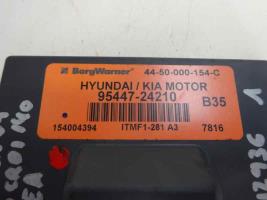 BorgWarner 44-50-000-154-C
HYUNDAI / KIA MOTOR
95447-24210 B35
154004394 ITMF1-281 A3 7816